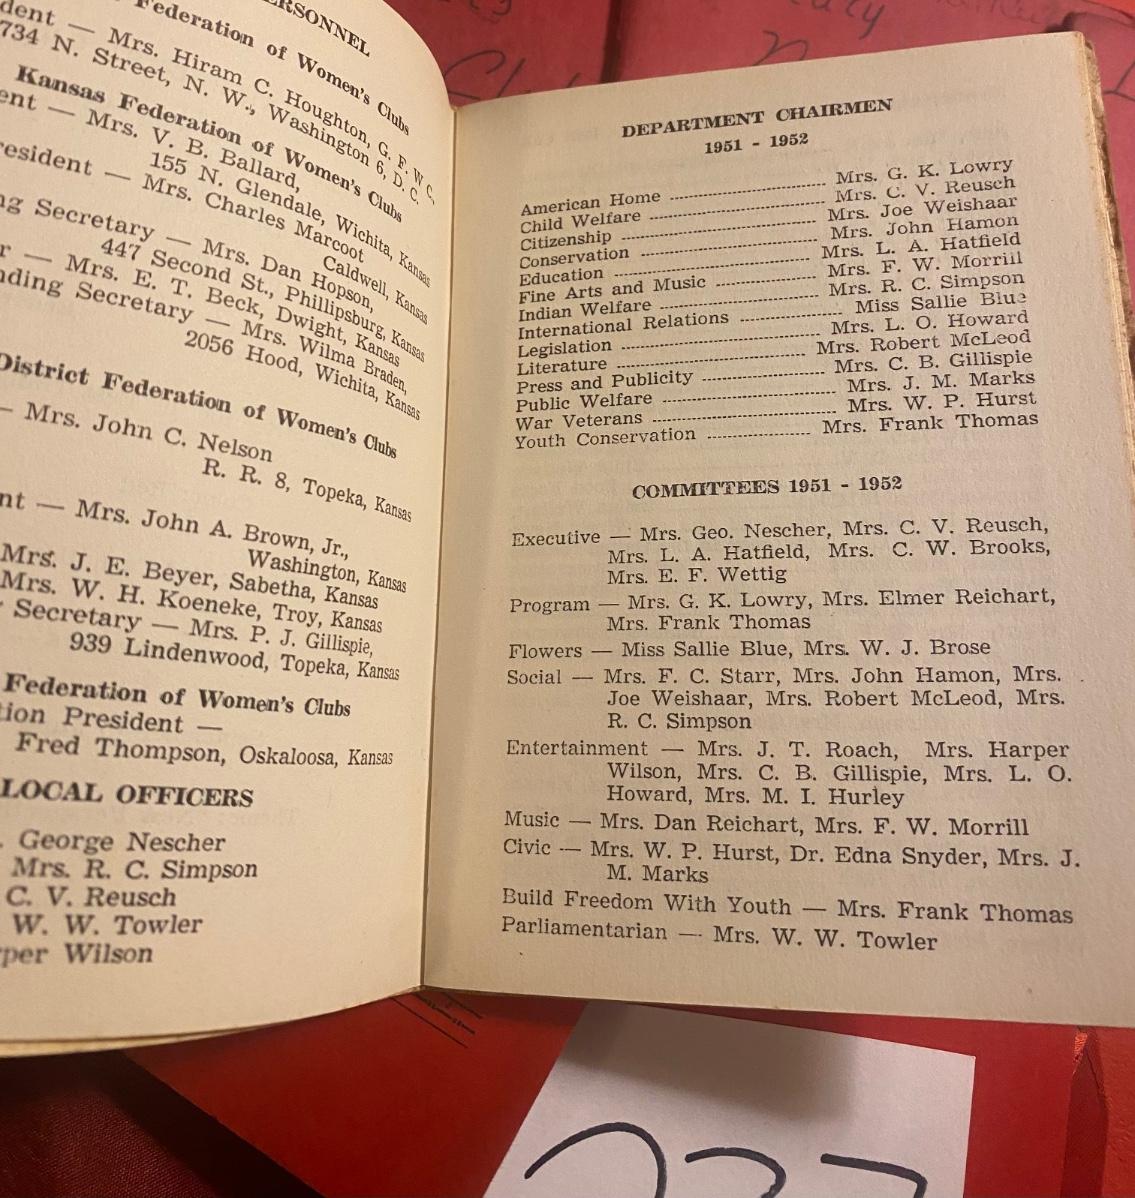 ERSONNEL
Federation of Women's Clubs
dent — Mrs. Hiram C. Houghton, G. F. W. C.,
734 N. Street, N. W., Washington 6, D. C.
Kansas Federation of Women's Clubs
ent — Mrs. V. B. Ballard,
155 N. Glendale, Wichita, Kansas
resident — Mrs. Charles Marcoot
Caldwell, Kansas
ng Secretary — Mrs. Dan Hopson,
447 Second St., Phillipsburg, Kansas
r — Mrs. E. T. Beck, Dwight, Kansas
nding Secretary — Mrs. Wilma Braden,
2056 Hood, Wichita, Kansas
District Federation of Women's Clubs
— Mrs. John C. Nelson
R. R. 8, Topeka, Kansas
nt — Mrs. John A. Brown, Jr.,
Washington, Kansas
Mrs. J. E. Beyer, Sabetha, Kansas
Mrs. W. H. Koeneke, Troy, Kansas
Secretary — Mrs. P. J. Gillispie,
939 Lindenwood, Topeka, Kansas
Federation of Women's Clubs
tion President —
Fred Thompson, Oskaloosa, Kansas
LOCAL OFFICERS
. George Nescher
Mrs. R. C. Simpson
C. V. Reusch
W. W. Towler
per Wilson
DEPARTMENT CHAIRMEN
1951 - 1952
American Home ---------- Mrs. G. K. Lowry
Child Welfare ---------- Mrs. C. V. Reusch
Citizenship ---------- Mrs. Joe Weishaar
Conservation ---------- Mrs. John Hamon
Education ---------- Mrs. L. A. Hatfield
Fine Arts and Music ---------- Mrs. F. W. Morrill
Indian Welfare ---------- Mrs. R. C. Simpson
International Relations ---------- Miss Sallie Blue
Legislation ---------- Mrs. L. O. Howard
Literature ---------- Mrs. Robert McLeod
Press and Publicity ---------- Mrs. C. B. Gillispie
Public Welfare ---------- Mrs. J. M. Marks
War Veterans ---------- Mrs. W. P. Hurst
Youth Conservation ---------- Mrs. Frank Thomas
COMMITTEES 1951 - 1952
Executive — Mrs. Geo. Nescher, Mrs. C. V. Reusch,
Mrs. L. A. Hatfield, Mrs. C. W. Brooks,
Mrs. E. F. Wettig
Program — Mrs. G. K. Lowry, Mrs. Elmer Reichart,
Mrs. Frank Thomas
Flowers — Miss Sallie Blue, Mrs. W. J. Brose
Social — Mrs. F. C. Starr, Mrs. John Hamon, Mrs.
Joe Weishaar, Mrs. Robert McLeod, Mrs.
R. C. Simpson
Entertainment — Mrs. J. T. Roach, Mrs. Harper
Wilson, Mrs. C. B. Gillispie, Mrs. L. O.
Howard, Mrs. M. I. Hurley
Music — Mrs. Dan Reichart, Mrs. F. W. Morrill
Civic — Mrs. W. P. Hurst, Dr. Edna Snyder, Mrs. J.
M. Marks
Build Freedom With Youth — Mrs. Frank Thomas
Parliamentarian — Mrs. W. W. Towler